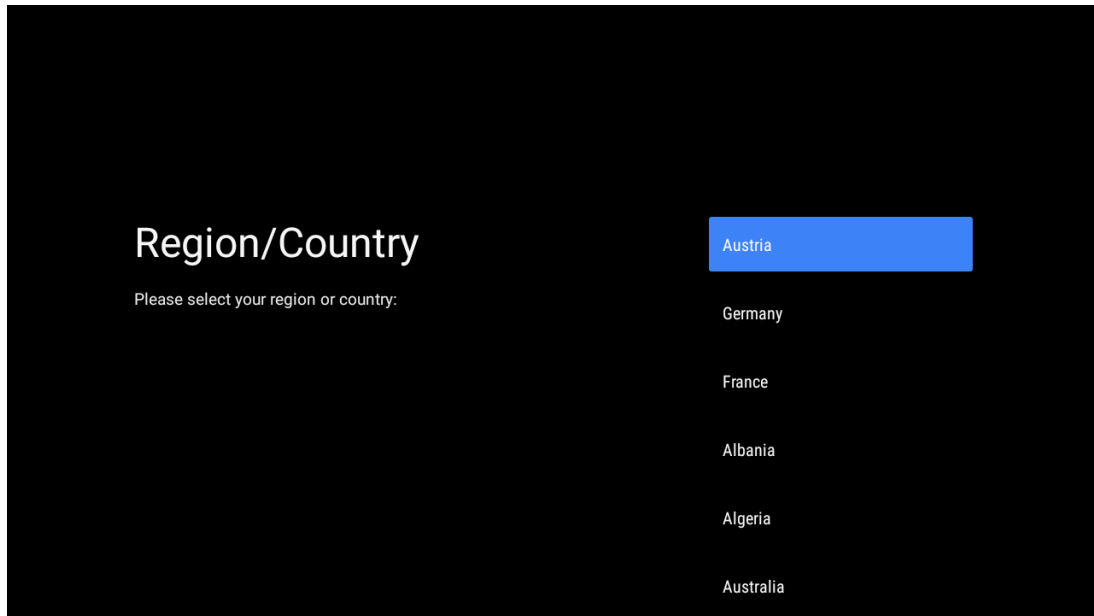 Region/Country
Please select your region or country:
Austria
Germany
France
Albania
Algeria
Australia